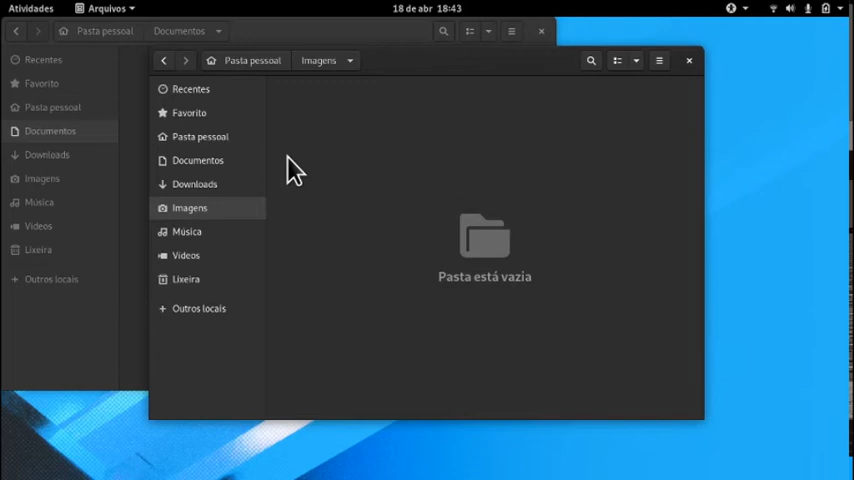 Atividades
Arquivos
18 de abr 18:43
Pasta pessoal
Documentos
Recentes
Favorito
Pasta pessoal
Documentos
Downloads
Imagens
Música
Vídeos
Lixeira
+ Outros locais
Pasta pessoal
Imagens
Recentes
Favorito
Pasta pessoal
Documentos
Downloads
Imagens
Música
Vídeos
Lixeira
+ Outros locais
Pasta está vazia